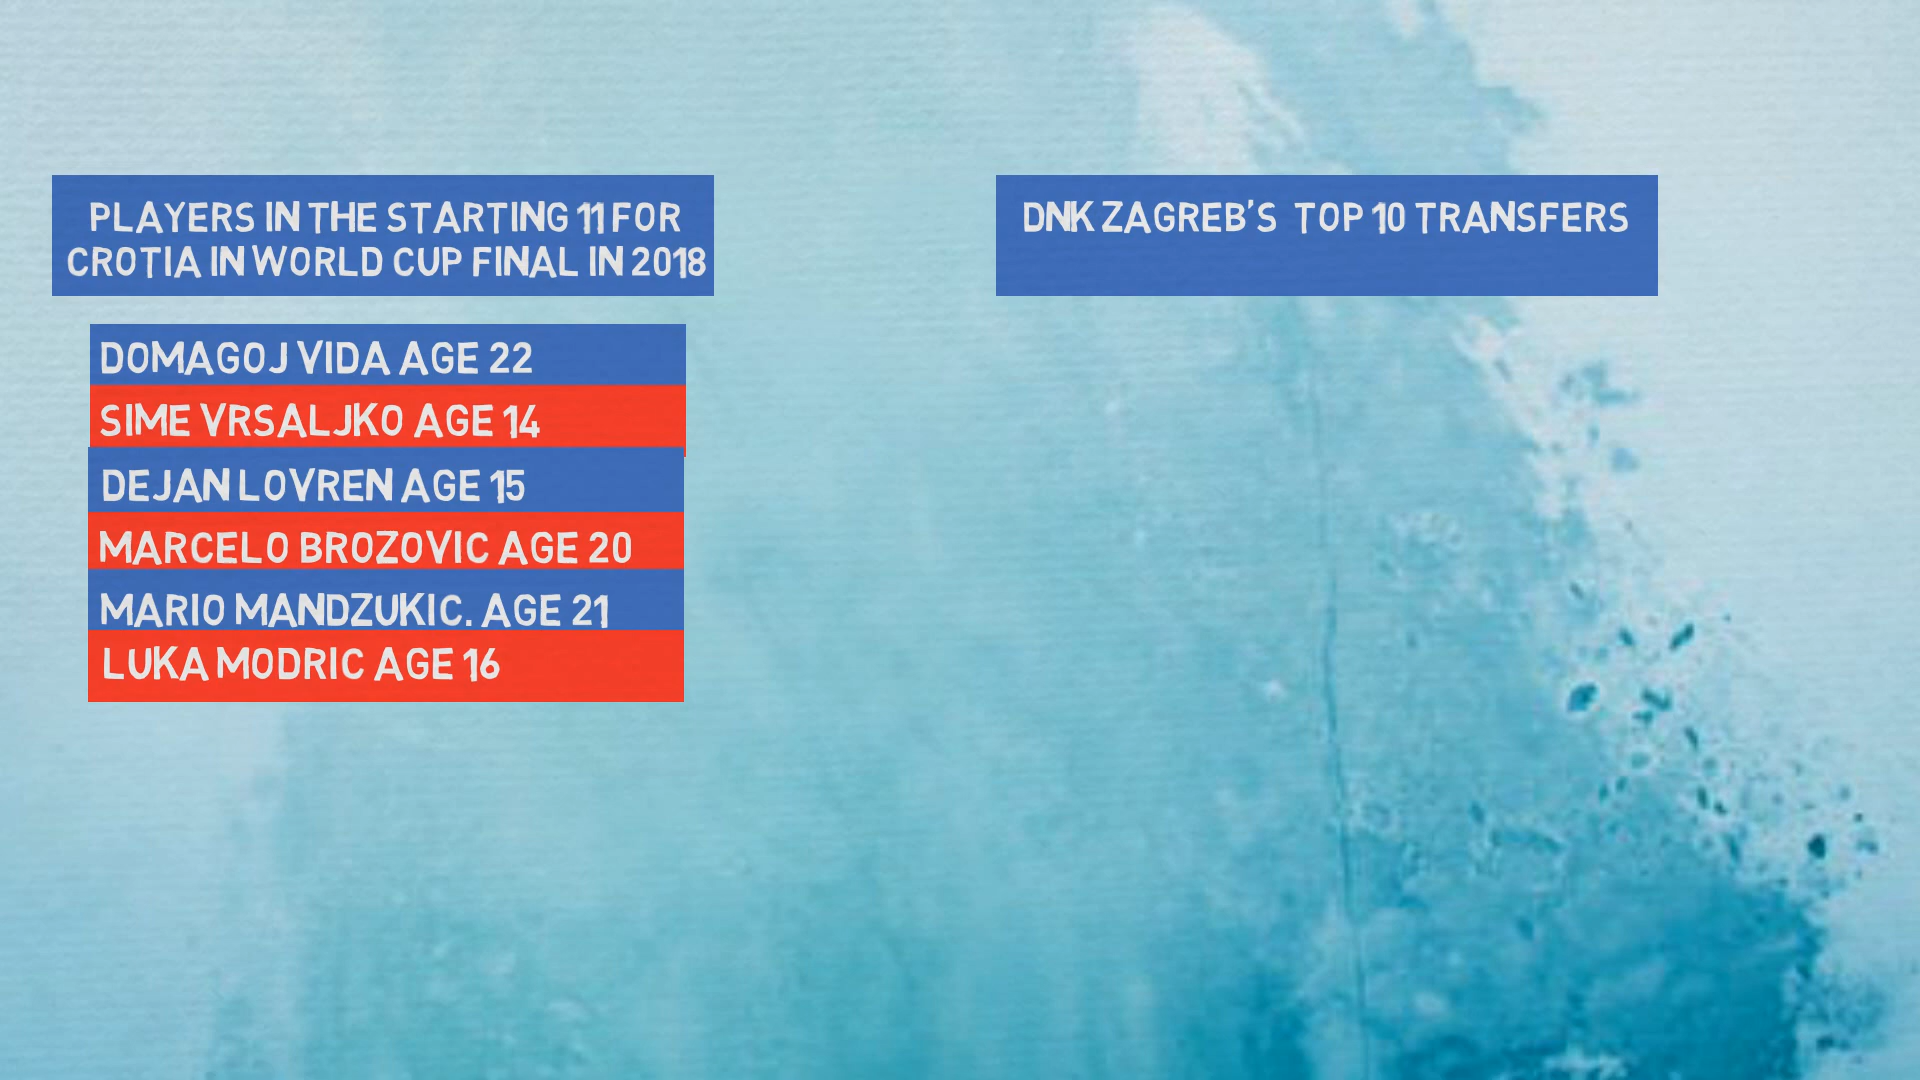 PLAYERS IN THE STARTING 11 FOR
CROTIA IN WORLD CUP FINAL IN 2018
DOMAGOJ VIDA AGE 22
SIME VRSALJKO AGE 14
DEJAN LOVREN AGE 15
MARCELO BROZOVIC AGE 20
MARIO MANDZUKIC. AGE 21
LUKA MODRIC AGE 16
DNK ZAGREB'S TOP 10 TRANSFERS